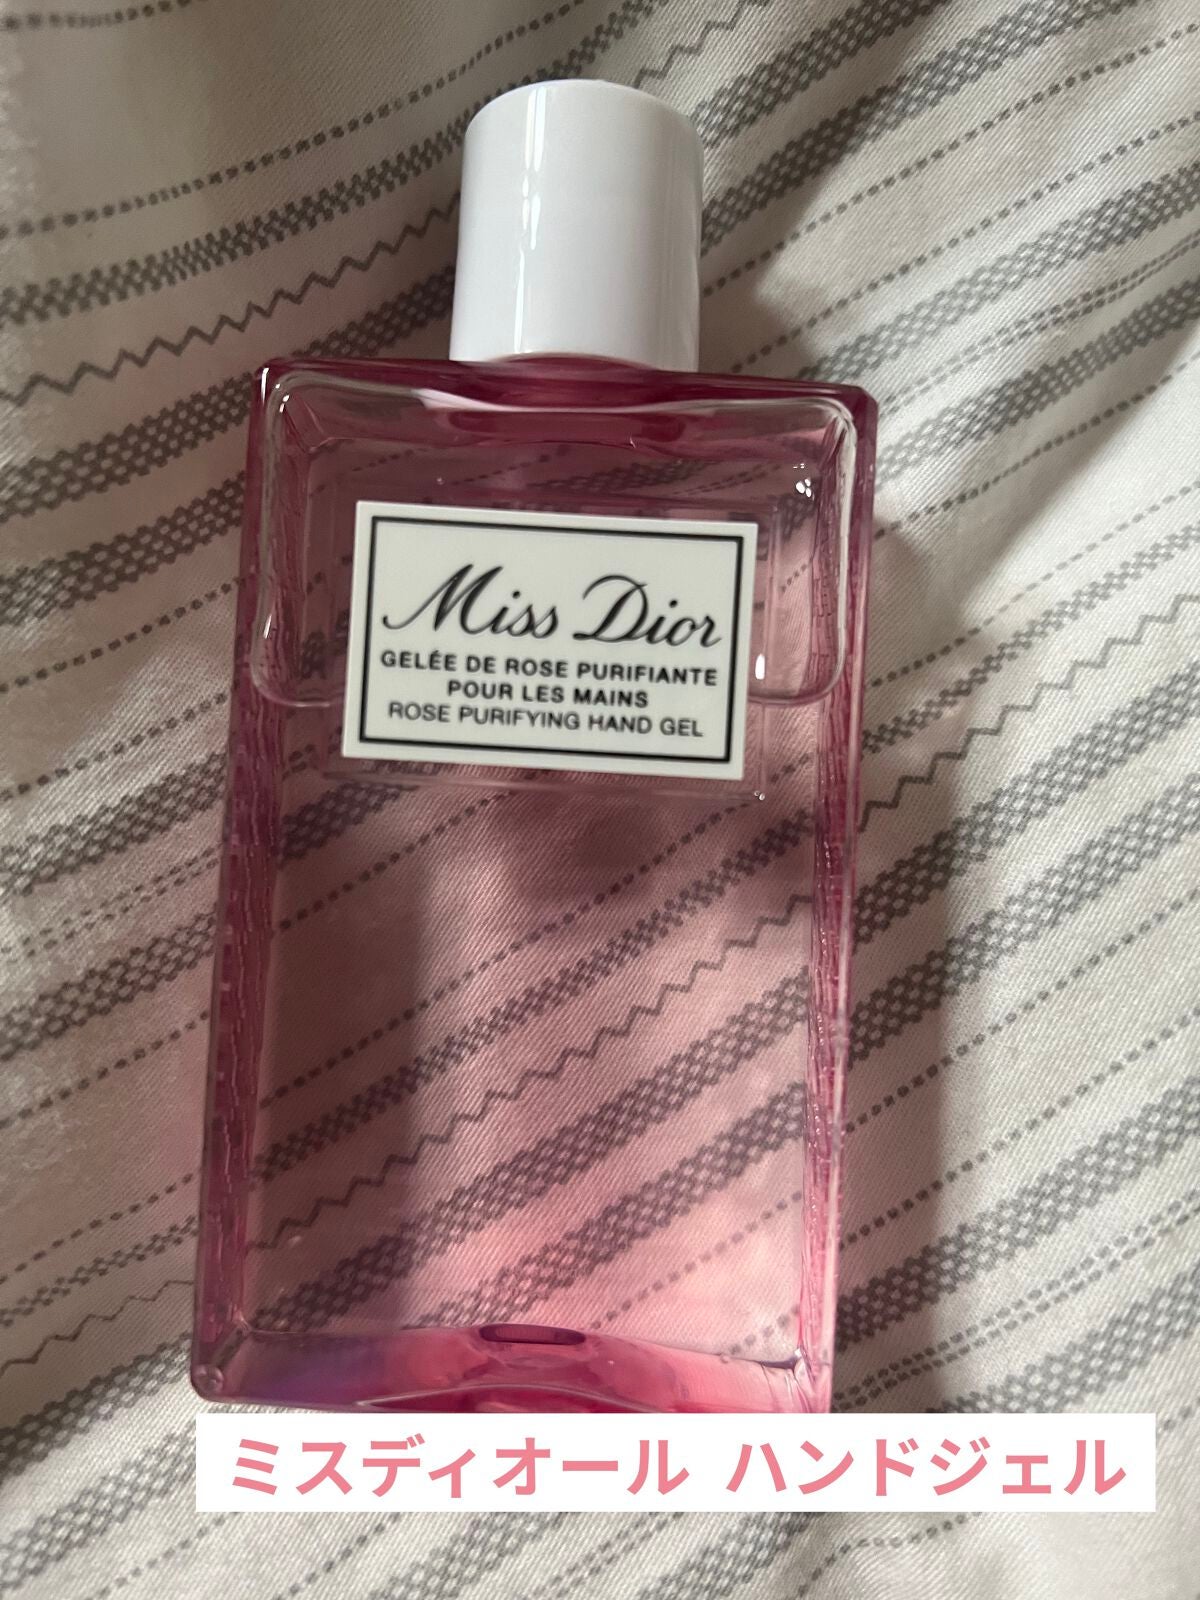 Miss Dior
GELÉE DE ROSE PURIFIANTE
POUR LES MAINS
ROSE PURIFYING HAND GEL
ミスディオール ハンドジェル